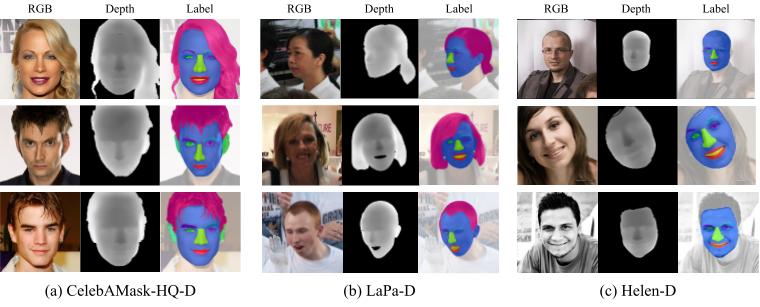 RGB Depth Label RGB Depth Label RGB Depth Label
(a) CelebAMask-HQ-D (b) LaPa-D (c) Helen-D